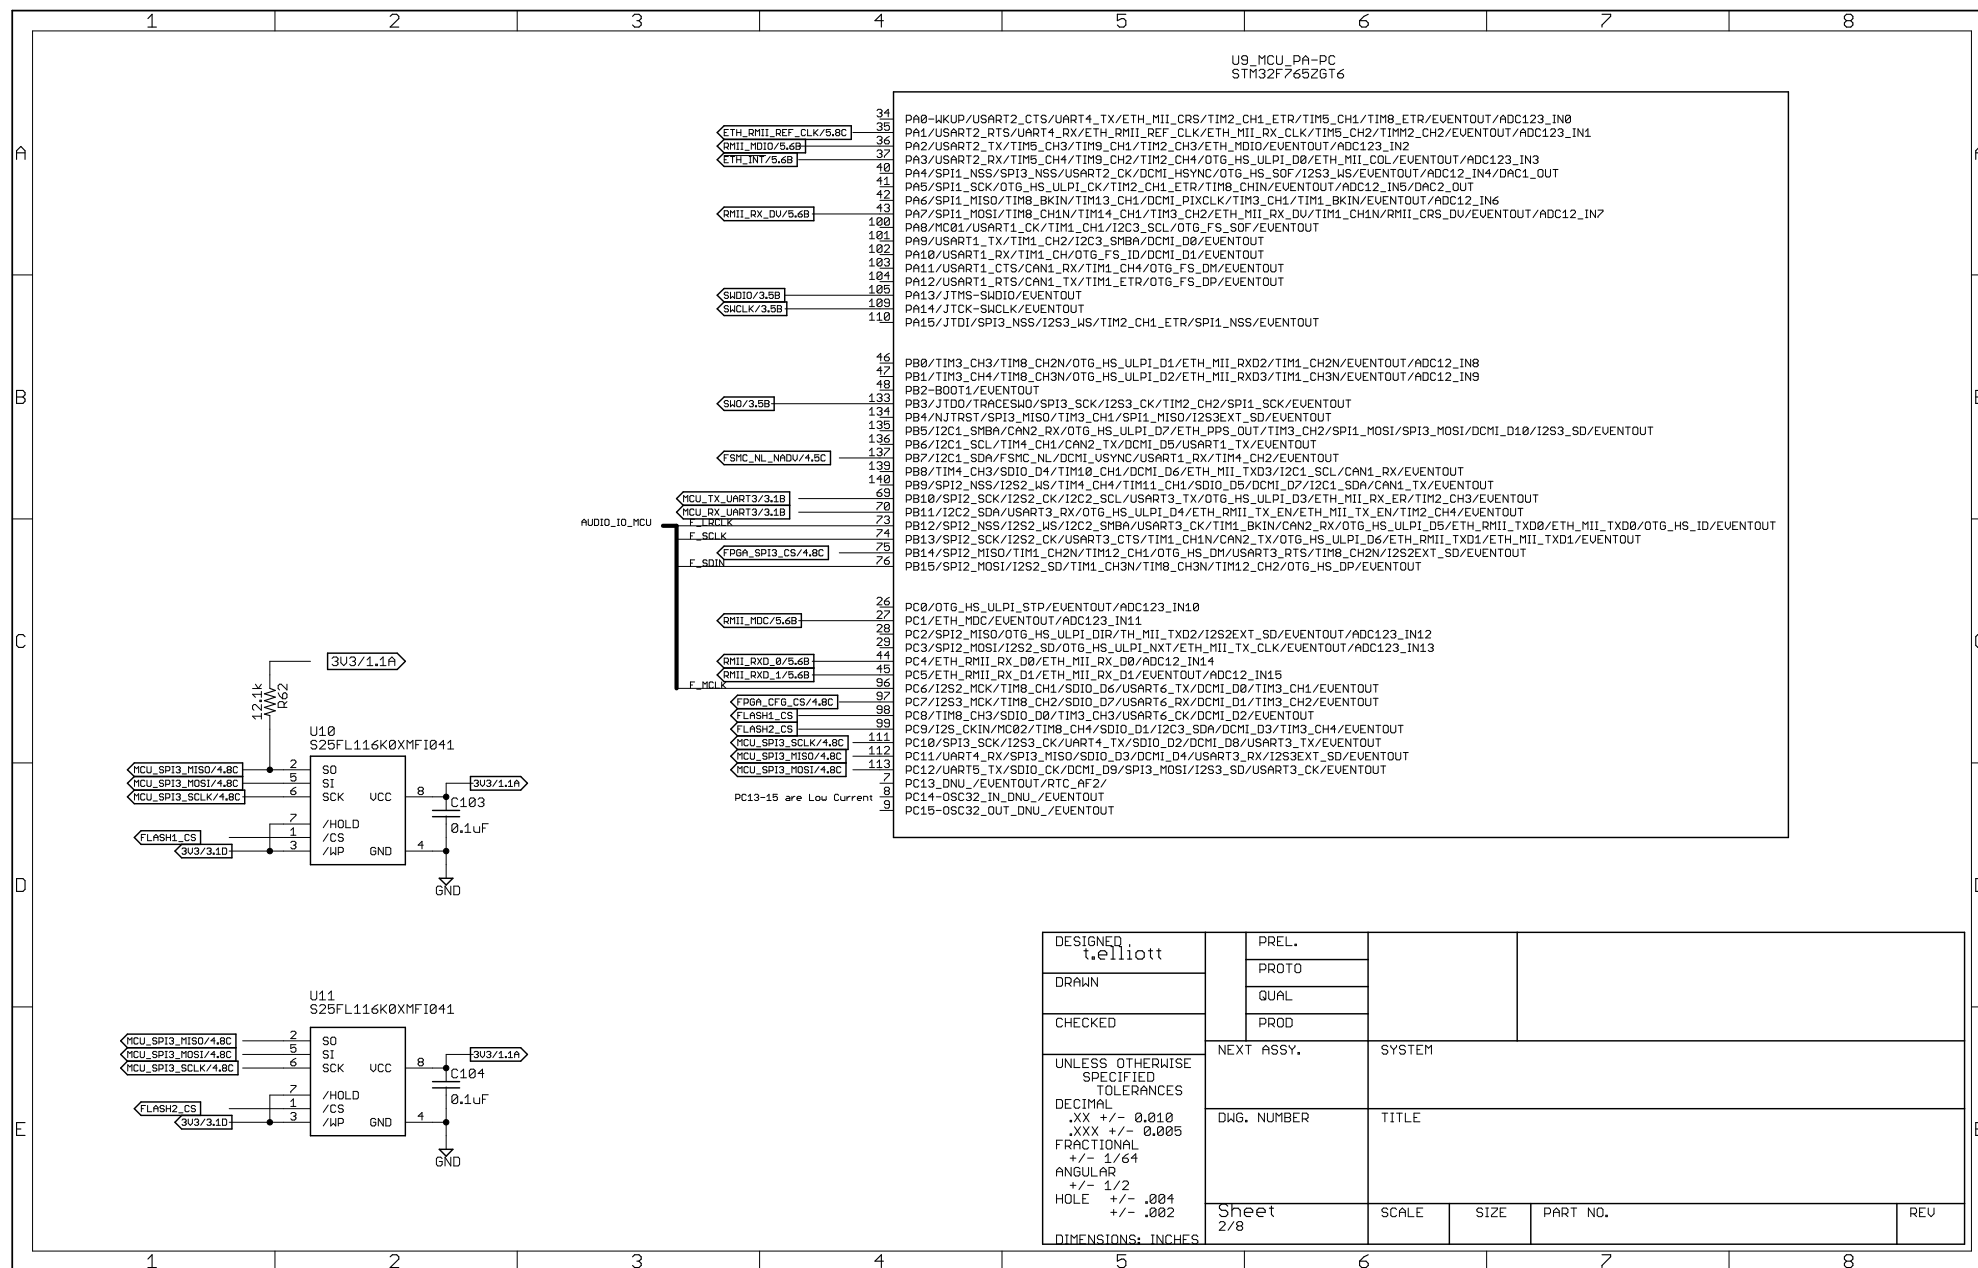 1 2 3 4 5 6 7 8
U9_MCU_PA-PC
STM32F765ZGT6
A
34 PA0-WKUP/USART2_CTS/UART4_TX/ETH_MII_CRS/TIM2_CH1_ETR/TIM5_CH1/TIM8_ETR/EVENTOUT/ADC123_IN0
ETH_RMII_REF_CLK/5.8C 35 PA1/USART2_RTS/UART4_RX/ETH_RMII_REF_CLK/ETH_MII_RX_CLK/TIM5_CH2/TIMM2_CH2/EVENTOUT/ADC123_IN1
RMII_MDIO/5.6B 36 PA2/USART2_TX/TIM5_CH3/TIM9_CH1/TIM2_CH3/ETH_MDIO/EVENTOUT/ADC123_IN2
ETH_INT/5.6B 37 PA3/USART2_RX/TIM5_CH4/TIM9_CH2/TIM2_CH4/OTG_HS_ULPI_D0/ETH_MII_COL/EVENTOUT/ADC123_IN3
40 PA4/SPI1_NSS/SPI3_NSS/USART2_CK/DCMI_HSYNC/OTG_HS_SOF/I2S3_WS/EVENTOUT/ADC12_IN4/DAC1_OUT
41 PA5/SPI1_SCK/OTG_HS_ULPI_CK/TIM2_CH1_ETR/TIM8_CHIN/EVENTOUT/ADC12_IN5/DAC2_OUT
42 PA6/SPI1_MISO/TIM8_BKIN/TIM13_CH1/DCMI_PIXCLK/TIM3_CH1/TIM1_BKIN/EVENTOUT/ADC12_IN6
RMII_RX_DV/5.6B 43 PA7/SPI1_MOSI/TIM8_CH1N/TIM14_CH1/TIM3_CH2/ETH_MII_RX_DV/TIM1_CH1N/RMII_CRS_DV/EVENTOUT/ADC12_IN7
100 PA8/MC01/USART1_CK/TIM1_CH1/I2C3_SCL/OTG_FS_SOF/EVENTOUT
101 PA9/USART1_TX/TIM1_CH2/I2C3_SMBA/DCMI_D0/EVENTOUT
102 PA10/USART1_RX/TIM1_CH/OTG_FS_ID/DCMI_D1/EVENTOUT
103 PA11/USART1_CTS/CAN1_RX/TIM1_CH4/OTG_FS_DM/EVENTOUT
104 PA12/USART1_RTS/CAN1_TX/TIM1_ETR/OTG_FS_DP/EVENTOUT
SWDIO/3.5B 105 PA13/JTMS-SWDIO/EVENTOUT
SWCLK/3.5B 109 PA14/JTCK-SWCLK/EVENTOUT
110 PA15/JTDI/SPI3_NSS/I2S3_WS/TIM2_CH1_ETR/SPI1_NSS/EVENTOUT
B
46 PB0/TIM3_CH3/TIM8_CH2N/OTG_HS_ULPI_D1/ETH_MII_RXD2/TIM1_CH2N/EVENTOUT/ADC12_IN8
47 PB1/TIM3_CH4/TIM8_CH3N/OTG_HS_ULPI_D2/ETH_MII_RXD3/TIM1_CH3N/EVENTOUT/ADC12_IN9
48 PB2-BOOT1/EVENTOUT
SWO/3.5B 133 PB3/JTDO/TRACESWO/SPI3_SCK/I2S3_CK/TIM2_CH2/SPI1_SCK/EVENTOUT
134 PB4/NJTRST/SPI3_MISO/TIM3_CH1/SPI1_MISO/I2S3EXT_SD/EVENTOUT
135 PB5/I2C1_SMBA/CAN2_RX/OTG_HS_ULPI_D7/ETH_PPS_OUT/TIM3_CH2/SPI1_MOSI/SPI3_MOSI/DCMI_D10/I2S3_SD/EVENTOUT
136 PB6/I2C1_SCL/TIM4_CH1/CAN2_TX/DCMI_D5/USART1_TX/EVENTOUT
FSMC_NL_NADV/4.5C 137 PB7/I2C1_SDA/FSMC_NL/DCMI_VSYNC/USART1_RX/TIM4_CH2/EVENTOUT
139 PB8/TIM4_CH3/SDIO_D4/TIM10_CH1/DCMI_D6/ETH_MII_TXD3/I2C1_SCL/CAN1_RX/EVENTOUT
140 PB9/SPI2_NSS/I2S2_WS/TIM4_CH4/TIM11_CH1/SDIO_D5/DCMI_D7/I2C1_SDA/CAN1_TX/EVENTOUT
MCU_TX_UART3/3.1B 69 PB10/SPI2_SCK/I2S2_CK/I2C2_SCL/USART3_TX/OTG_HS_ULPI_D3/ETH_MII_RX_ER/TIM2_CH3/EVENTOUT
MCU_RX_UART3/3.1B 70 PB11/I2C2_SDA/USART3_RX/OTG_HS_ULPI_D4/ETH_RMII_TX_EN/ETH_MII_TX_EN/TIM2_CH4/EVENTOUT
AUDIO_IO_MCU F_LRCLK 73 PB12/SPI2_NSS/I2S2_WS/I2C2_SMBA/USART3_CK/TIM1_BKIN/CAN2_RX/OTG_HS_ULPI_D5/ETH_RMII_TXD0/ETH_MII_TXD0/OTG_HS_ID/EVENTOUT
F_SCLK 74 PB13/SPI2_SCK/I2S2_CK/USART3_CTS/TIM1_CH1N/CAN2_TX/OTG_HS_ULPI_D6/ETH_RMII_TXD1/ETH_MII_TXD1/EVENTOUT
FPGA_SPI3_CS/4.8C 75 PB14/SPI2_MISO/TIM1_CH2N/TIM12_CH1/OTG_HS_DM/USART3_RTS/TIM8_CH2N/I2S2EXT_SD/EVENTOUT
F_SDIN 76 PB15/SPI2_MOSI/I2S2_SD/TIM1_CH3N/TIM8_CH3N/TIM12_CH2/OTG_HS_DP/EVENTOUT
C
26 PC0/OTG_HS_ULPI_STP/EVENTOUT/ADC123_IN10
RMII_MDC/5.6B 27 PC1/ETH_MDC/EVENTOUT/ADC123_IN11
28 PC2/SPI2_MISO/OTG_HS_ULPI_DIR/TH_MII_TXD2/I2S2EXT_SD/EVENTOUT/ADC123_IN12
29 PC3/SPI2_MOSI/I2S2_SD/OTG_HS_ULPI_NXT/ETH_MII_TX_CLK/EVENTOUT/ADC123_IN13
RMII_RXD_0/5.6B 44 PC4/ETH_RMII_RX_D0/ETH_MII_RX_D0/ADC12_IN14
RMII_RXD_1/5.6B 45 PC5/ETH_RMII_RX_D1/ETH_MII_RX_D1/EVENTOUT/ADC12_IN15
F_MCLK 96 PC6/I2S2_MCK/TIM8_CH1/SDIO_D6/USART6_TX/DCMI_D0/TIM3_CH1/EVENTOUT
FPGA_CFG_CS/4.8C 97 PC7/I2S3_MCK/TIM8_CH2/SDIO_D7/USART6_RX/DCMI_D1/TIM3_CH2/EVENTOUT
FLASH1_CS 98 PC8/TIM8_CH3/SDIO_D0/TIM3_CH3/USART6_CK/DCMI_D2/EVENTOUT
FLASH2_CS 99 PC9/I2S_CKIN/MC02/TIM8_CH4/SDIO_D1/I2C3_SDA/DCMI_D3/TIM3_CH4/EVENTOUT
MCU_SPI3_SCLK/4.8C 111 PC10/SPI3_SCK/I2S3_CK/UART4_TX/SDIO_D2/DCMI_D8/USART3_TX/EVENTOUT
MCU_SPI3_MISO/4.8C 112 PC11/UART4_RX/SPI3_MISO/SDIO_D3/DCMI_D4/USART3_RX/I2S3EXT_SD/EVENTOUT
MCU_SPI3_MOSI/4.8C 113 PC12/UART5_TX/SDIO_CK/DCMI_D9/SPI3_MOSI/I2S3_SD/USART3_CK/EVENTOUT
7 PC13_DNU_/EVENTOUT/RTC_AF2/
PC13-15 are Low Current 8 PC14-OSC32_IN_DNU_/EVENTOUT
9 PC15-OSC32_OUT_DNU_/EVENTOUT
3V3/1.1A
12.1k
R62
U10
S25FL116K0XMFI041
MCU_SPI3_MISO/4.8C 2 SO
MCU_SPI3_MOSI/4.8C 5 SI 3V3/1.1A
MCU_SPI3_SCLK/4.8C 6 SCK VCC 8
C103
7 /HOLD 0.1uF
FLASH1_CS 1 /CS
3V3/3.1D 3 /WP GND 4
GND
D
U11
S25FL116K0XMFI041
MCU_SPI3_MISO/4.8C 2 SO
MCU_SPI3_MOSI/4.8C 5 SI 3V3/1.1A
MCU_SPI3_SCLK/4.8C 6 SCK VCC 8
C104
7 /HOLD 0.1uF
FLASH2_CS 1 /CS
3V3/3.1D 3 /WP GND 4
GND
E
DESIGNED PREL.
t.elliott
PROTO
DRAWN
QUAL
CHECKED PROD
NEXT ASSY. SYSTEM
UNLESS OTHERWISE
SPECIFIED
TOLERANCES
DECIMAL
.XX +/- 0.010
.XXX +/- 0.005
DWG. NUMBER TITLE
FRACTIONAL
+/- 1/64
ANGULAR
+/- 1/2
HOLE +/- .004
+/- .002
DIMENSIONS: INCHES
Sheet SCALE SIZE PART NO. REV
2/8
1 2 3 4 5 6 7 8